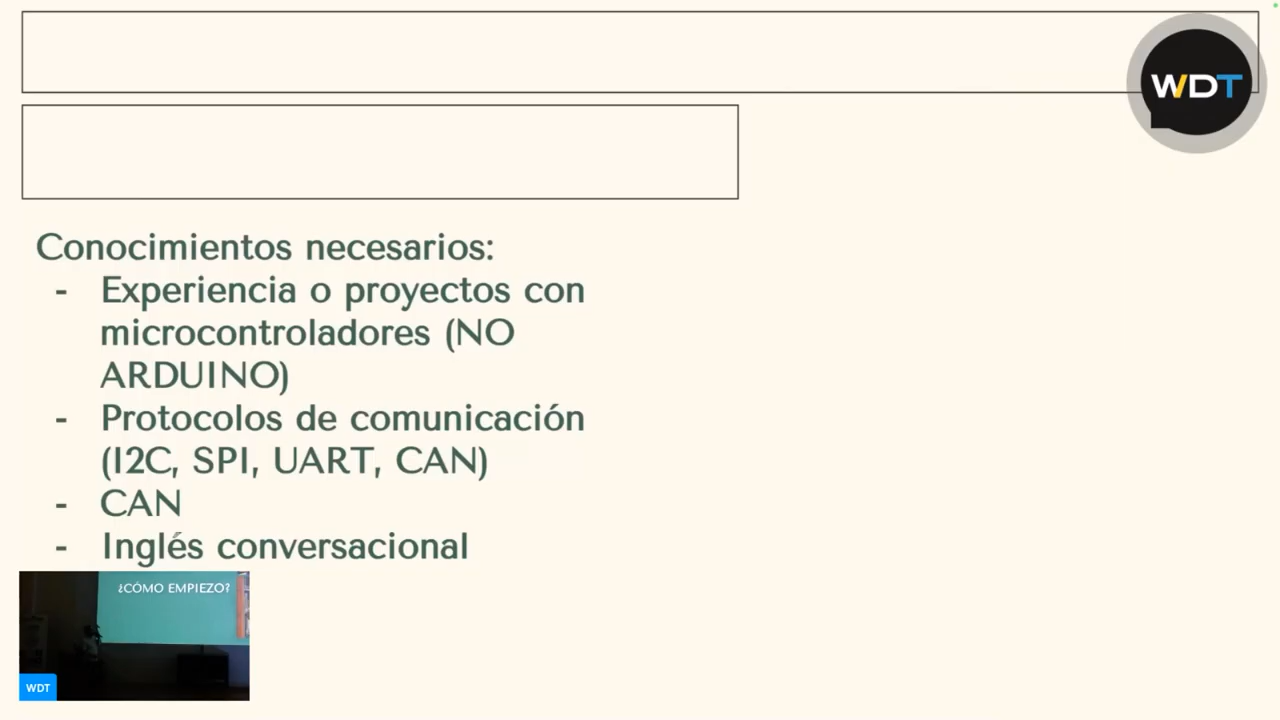 WDT
Conocimientos necesarios:
- Experiencia o proyectos con
microcontroladores (NO
ARDUINO)
- Protocolos de comunicación
(I2C, SPI, UART, CAN)
- CAN
- Inglés conversacional
¿CÓMO EMPIEZO?
WDT